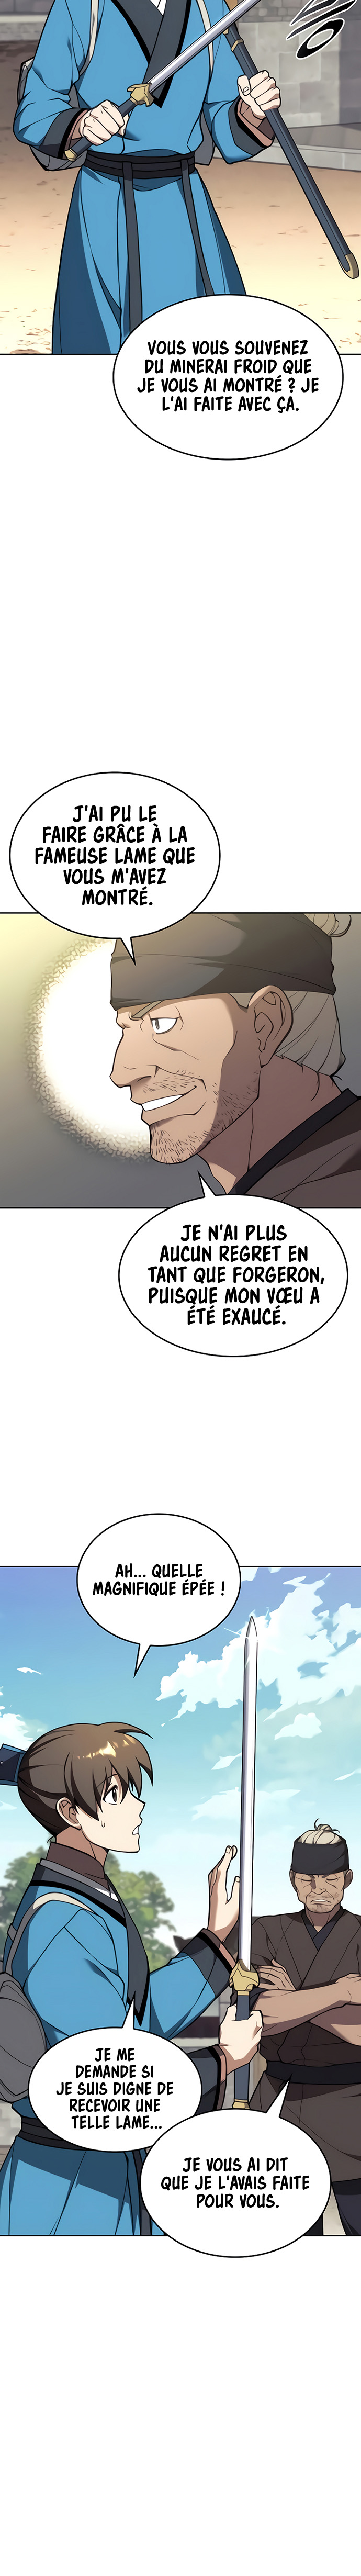 VOUS VOUS SOUVENEZ
DU MINERAI FROID QUE
JE VOUS AI MONTRÉ ? JE
L'AI FAITE AVEC ÇA.
J'AI PU LE
FAIRE GRÂCE À LA
FAMEUSE LAME QUE
VOUS M'AVEZ
MONTRÉ.
JE N'AI PLUS
AUCUN REGRET EN
TANT QUE FORGERON,
PUISQUE MON VŒU A
ÉTÉ EXAUCÉ.
AH... QUELLE
MAGNIFIQUE ÉPÉE !
JE ME
DEMANDE SI
JE SUIS DIGNE DE
RECEVOIR UNE
TELLE LAME...
JE VOUS AI DIT
QUE JE L'AVAIS FAITE
POUR VOUS.